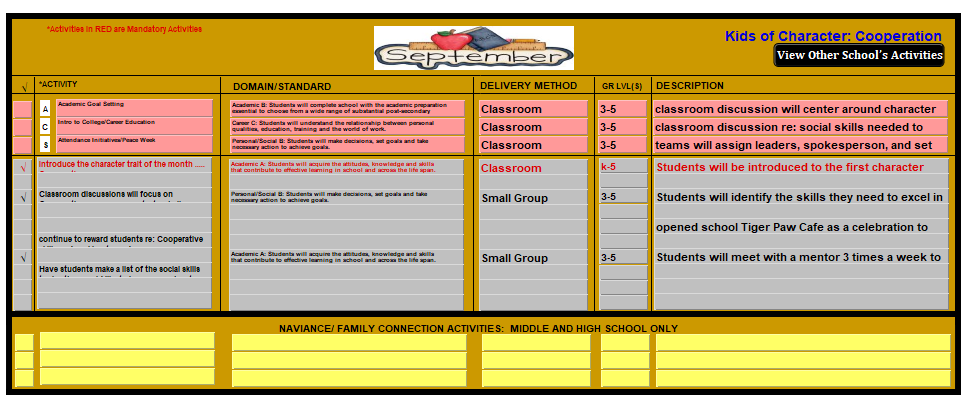 *Activities in RED are Mandatory Activities
September
Kids of Character: Cooperation
View Other School's Activities
√ *ACTIVITY DOMAIN/STANDARD DELIVERY METHOD GR LVL(S) DESCRIPTION
A Academic Goal Setting Academic B: Students will complete school with the academic preparation Classroom 3-5 classroom discussion will center around character
essential to choose from a wide range of substantial post-secondary
C Intro to College/Career Education Career C: Students will understand the relationship between personal Classroom 3-5 classroom discussion re: social skills needed to
qualities, education, training and the world of work.
S Attendance Initiatives/Peace Week Personal/Social B: Students will make decisions, set goals and take Classroom 3-5 teams will assign leaders, spokesperson, and set
necessary action to achieve goals.
√ Introduce the character trait of the month Academic A: Students will acquire the attitudes, knowledge and skills Classroom k-5 Students will be introduced to the first character
that contribute to effective learning in school and across the life span.
√ Classroom discussions will focus on Personal/Social B: Students will make decisions, set goals and take Small Group 3-5 Students will identify the skills they need to excel in
necessary action to achieve goals.
opened school Tiger Paw Cafe as a celebration to
continue to reward students re: Cooperative
√ Academic A: Students will acquire the attitudes, knowledge and skills Small Group 3-5 Students will meet with a mentor 3 times a week to
that contribute to effective learning in school and across the life span.
Have students make a list of the social skills
NAVIANCE/ FAMILY CONNECTION ACTIVITIES: MIDDLE AND HIGH SCHOOL ONLY